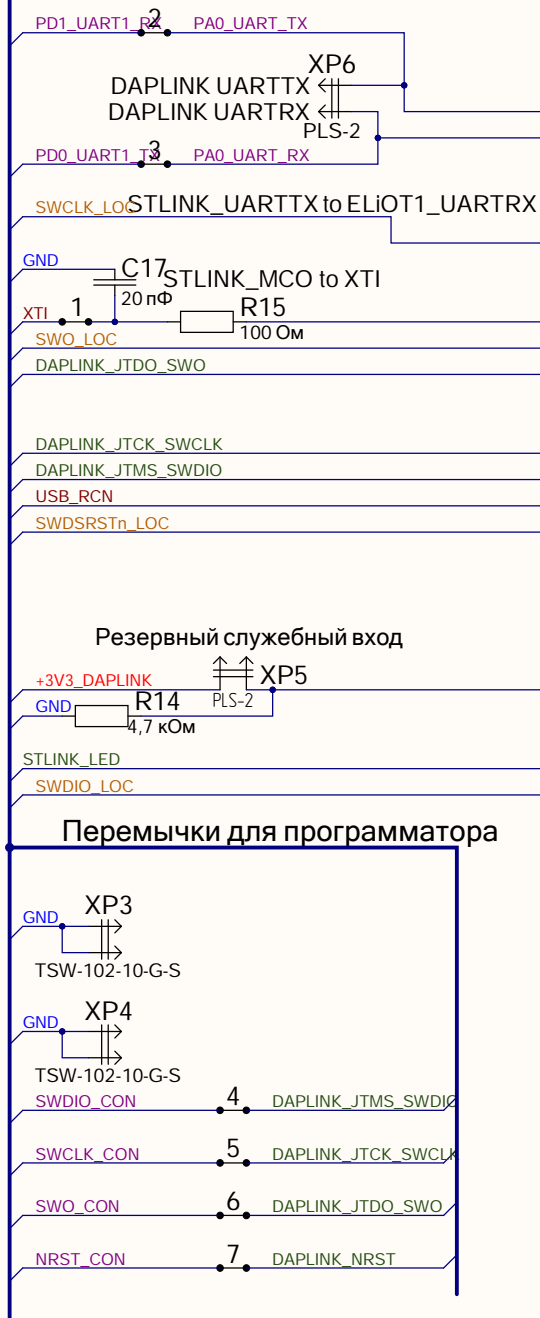 PD1_UART1_RX 2 PA0_UART_TX
XP6
DAPLINK UARTTX
DAPLINK UARTRX
PLS-2
PD0_UART1_TX 3 PA0_UART_RX
SWCLK_LOC STLINK_UARTTX to ELiOT1_UARTRX
GND
C17 STLINK_MCO to XTI
20 пФ
XTI 1 R15
100 Ом
SWO_LOC
DAPLINK_JTDO_SWO
DAPLINK_JTCK_SWCLK
DAPLINK_JTMS_SWDIO
USB_RCN
SWDSRSTn_LOC
Резервный служебный вход
+3V3_DAPLINK XP5
PLS-2
GND R14
4,7 кОм
STLINK_LED
SWDIO_LOC
Перемычки для программатора
XP3
GND
TSW-102-10-G-S
XP4
GND
TSW-102-10-G-S
SWDIO_CON 4 DAPLINK_JTMS_SWDIO
SWCLK_CON 5 DAPLINK_JTCK_SWCLK
SWO_CON 6 DAPLINK_JTDO_SWO
NRST_CON 7 DAPLINK_NRST